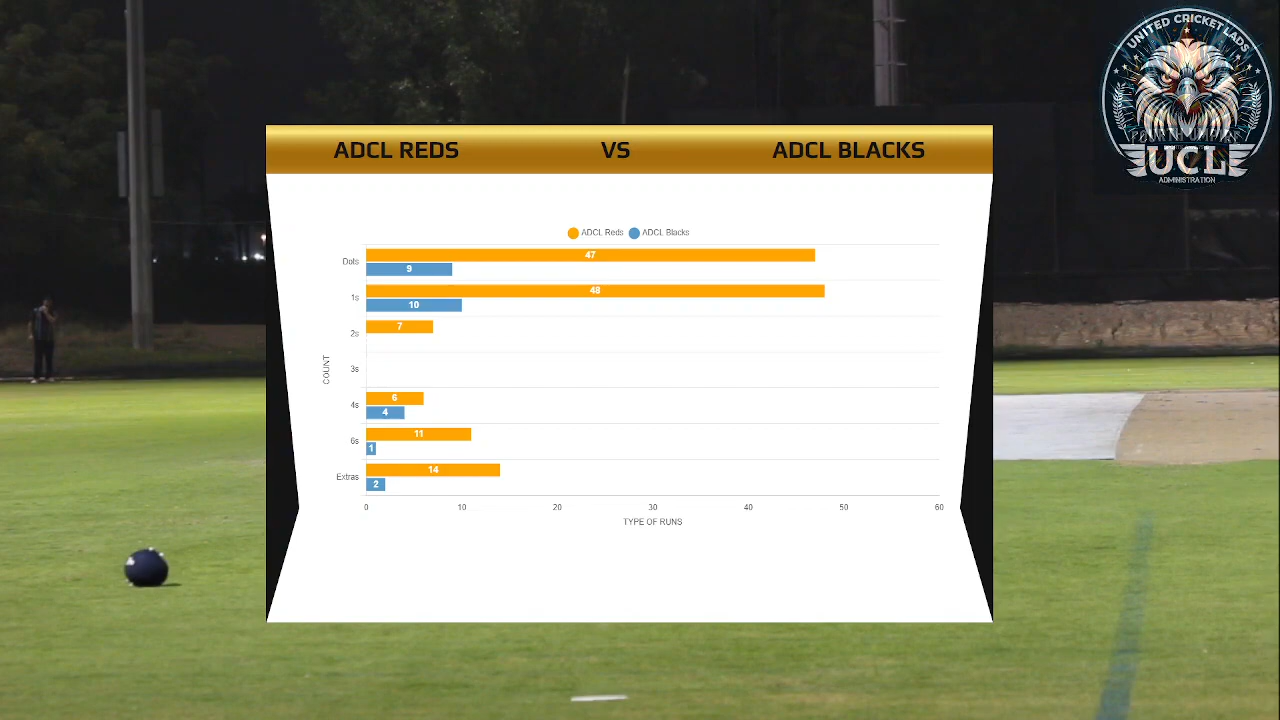 UNITED CRICKET LADS
UCL
ADMINISTRATION
ADCL REDS VS ADCL BLACKS
ADCL Reds ADCL Blacks
Dots 47
9
1s 48
10
2s 7
3s
4s 6
4
6s 11
1
Extras 14
2
COUNT
0 10 20 30 40 50 60
TYPE OF RUNS